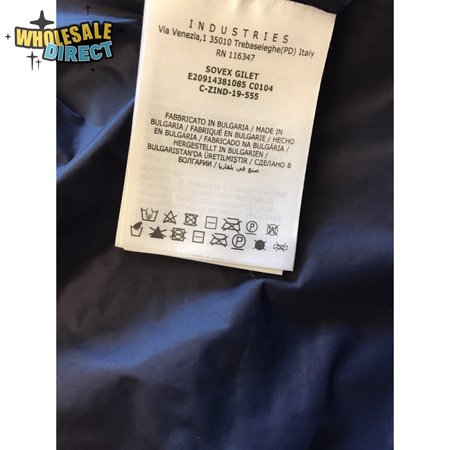 WHOLESALE
DIRECT
INDUSTRIES
Via Venezia,1 35010 Trebaseleghe(PD) Italy
RN 116347
SOVEX GILET
E20914381085 C0104
C-ZIND-19-555
FABBRICATO IN BULGARIA / MADE IN
BULGARIA / FABRIQUÉ EN BULGARIE / HECHO
EN BULGARIA / FABRICADO NA BULGÁRIA /
HERGESTELLT IN BULGARIEN /
BULGARISTAN'DA ÜRETILMIŞTIR / СДЕЛАНО В
БОЛГАРИИ / صنع في بلغاريا